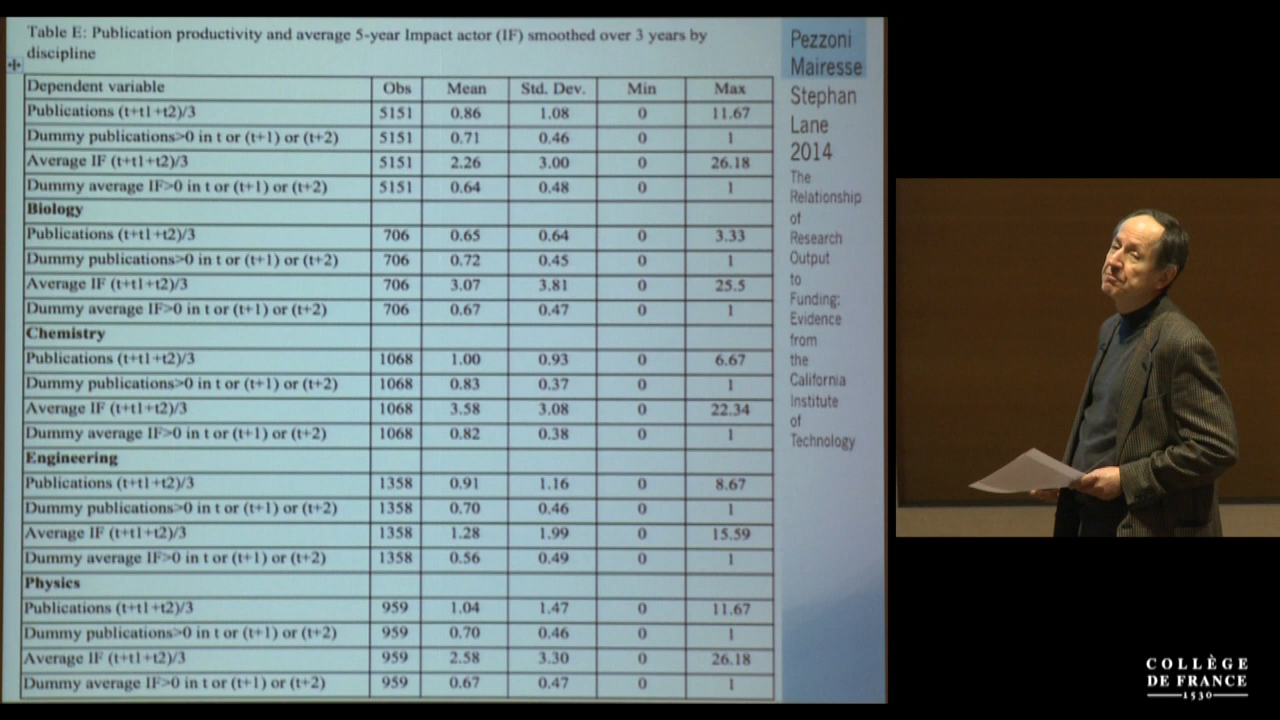 Table E: Publication productivity and average 5-year Impact actor (IF) smoothed over 3 years by
discipline
Dependent variable Obs Mean Std. Dev. Min Max
Publications (t+t1+t2)/3 5151 0.86 1.08 0 11.67
Dummy publications>0 in t or (t+1) or (t+2) 5151 0.71 0.46 0 1
Average IF (t+t1+t2)/3 5151 2.26 3.00 0 26.18
Dummy average IF>0 in t or (t+1) or (t+2) 5151 0.64 0.48 0 1
Biology
Publications (t+t1+t2)/3 706 0.65 0.64 0 3.33
Dummy publications>0 in t or (t+1) or (t+2) 706 0.72 0.45 0 1
Average IF (t+t1+t2)/3 706 3.07 3.81 0 25.5
Dummy average IF>0 in t or (t+1) or (t+2) 706 0.67 0.47 0 1
Chemistry
Publications (t+t1+t2)/3 1068 1.00 0.93 0 6.67
Dummy publications>0 in t or (t+1) or (t+2) 1068 0.83 0.37 0 1
Average IF (t+t1+t2)/3 1068 3.58 3.08 0 22.34
Dummy average IF>0 in t or (t+1) or (t+2) 1068 0.82 0.38 0 1
Engineering
Publications (t+t1+t2)/3 1358 0.91 1.16 0 8.67
Dummy publications>0 in t or (t+1) or (t+2) 1358 0.70 0.46 0 1
Average IF (t+t1+t2)/3 1358 1.28 1.99 0 15.59
Dummy average IF>0 in t or (t+1) or (t+2) 1358 0.56 0.49 0 1
Physics
Publications (t+t1+t2)/3 959 1.04 1.47 0 11.67
Dummy publications>0 in t or (t+1) or (t+2) 959 0.70 0.46 0 1
Average IF (t+t1+t2)/3 959 2.58 3.30 0 26.18
Dummy average IF>0 in t or (t+1) or (t+2) 959 0.67 0.47 0 1
Pezzoni
Mairesse
Stephan
Lane
2014
The
Relationship
of
Research
Output
to
Funding:
Evidence
from
the
California
Institute
of
Technology
COLLÈGE
DE FRANCE
1530